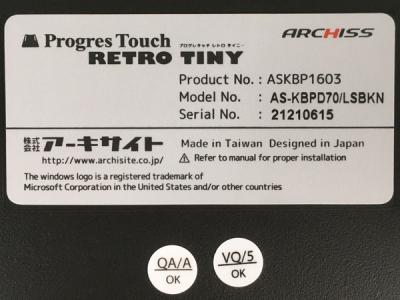 Progres Touch
プログレタッチ レトロ タイニー
RETRO TINY
ARCHISS
Product No. : ASKBP1603
Model No. : AS-KBPD70/LSBKN
Serial No. : 21210615
株式会社 アーキサイト
http://www.archisite.co.jp/
Made in Taiwan Designed in Japan
Refer to manual for proper installation
The windows logo is a registered trademark of
Microsoft Corporation in the United States and/or other countries
QA/A
OK
VQ/5
OK